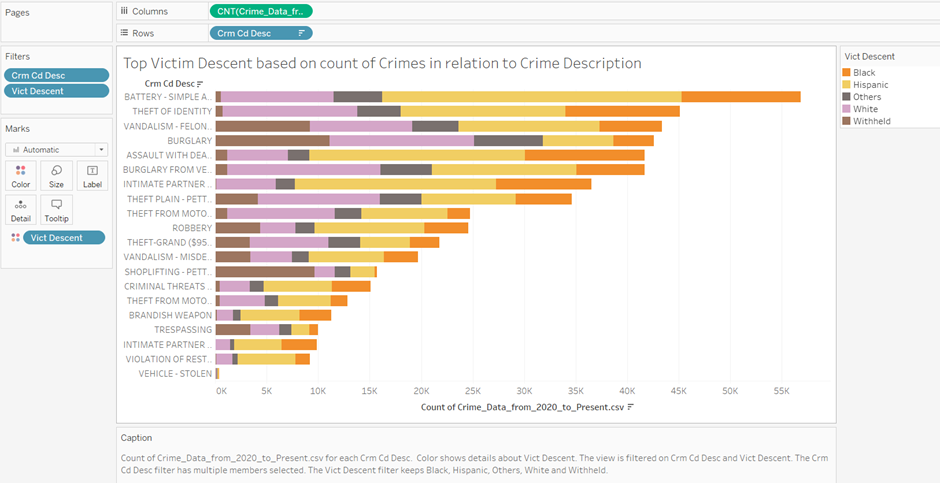 Pages
Columns
CNT(Crime_Data_fr..
Rows
Crm Cd Desc
Filters
Crm Cd Desc
Vict Descent
Marks
Automatic
Color
Size
Label
Detail
Tooltip
Vict Descent
Top Victim Descent based on count of Crimes in relation to Crime Description
Crm Cd Desc
BATTERY - SIMPLE A..
THEFT OF IDENTITY
VANDALISM - FELON..
BURGLARY
ASSAULT WITH DEA..
BURGLARY FROM VE..
INTIMATE PARTNER ..
THEFT PLAIN - PETT..
THEFT FROM MOTO..
ROBBERY
THEFT-GRAND ($95..
VANDALISM - MISDE..
SHOPLIFTING - PETT..
CRIMINAL THREATS ..
THEFT FROM MOTO..
BRANDISH WEAPON
TRESPASSING
INTIMATE PARTNER ..
VIOLATION OF REST..
VEHICLE - STOLEN
0K 5K 10K 15K 20K 25K 30K 35K 40K 45K 50K 55K
Count of Crime_Data_from_2020_to_Present.csv
Vict Descent
Black
Hispanic
Others
White
Withheld
Caption
Count of Crime_Data_from_2020_to_Present.csv for each Crm Cd Desc. Color shows details about Vict Descent. The view is filtered on Crm Cd Desc and Vict Descent. The Crm
Cd Desc filter has multiple members selected. The Vict Descent filter keeps Black, Hispanic, Others, White and Withheld.